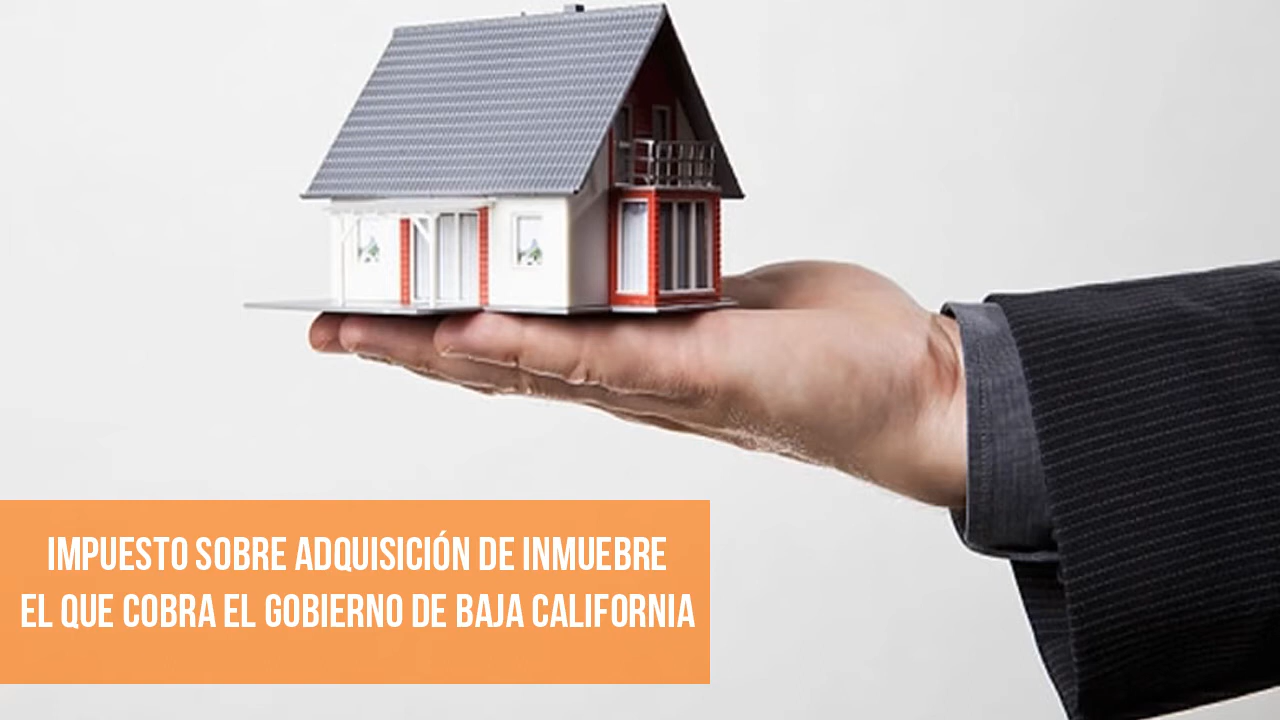 IMPUESTO SOBRE ADQUISICIÓN DE INMUEBRE
EL QUE COBRA EL GOBIERNO DE BAJA CALIFORNIA